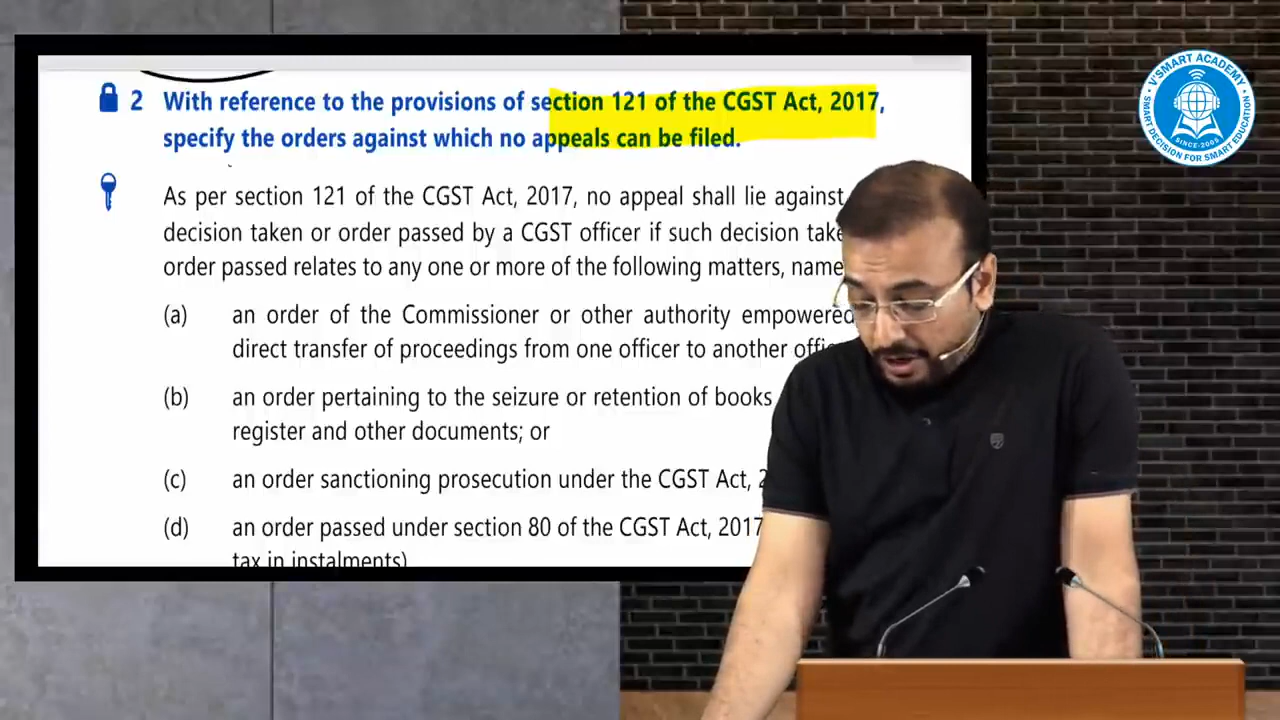 2 With reference to the provisions of section 121 of the CGST Act, 2017,
specify the orders against which no appeals can be filed.
As per section 121 of the CGST Act, 2017, no appeal shall lie against
decision taken or order passed by a CGST officer if such decision
order passed relates to any one or more of the following matters,
(a) an order of the Commissioner or other authority empowered
direct transfer of proceedings from one officer to another
(b) an order pertaining to the seizure or retention of books
register and other documents; or
(c) an order sanctioning prosecution under the CGST Act,
(d) an order passed under section 80 of the CGST Act, 2017
tax in instalments)
V'SMART ACADEMY
SINCE-2005
SMART DECISION FOR SMART EDUCATION